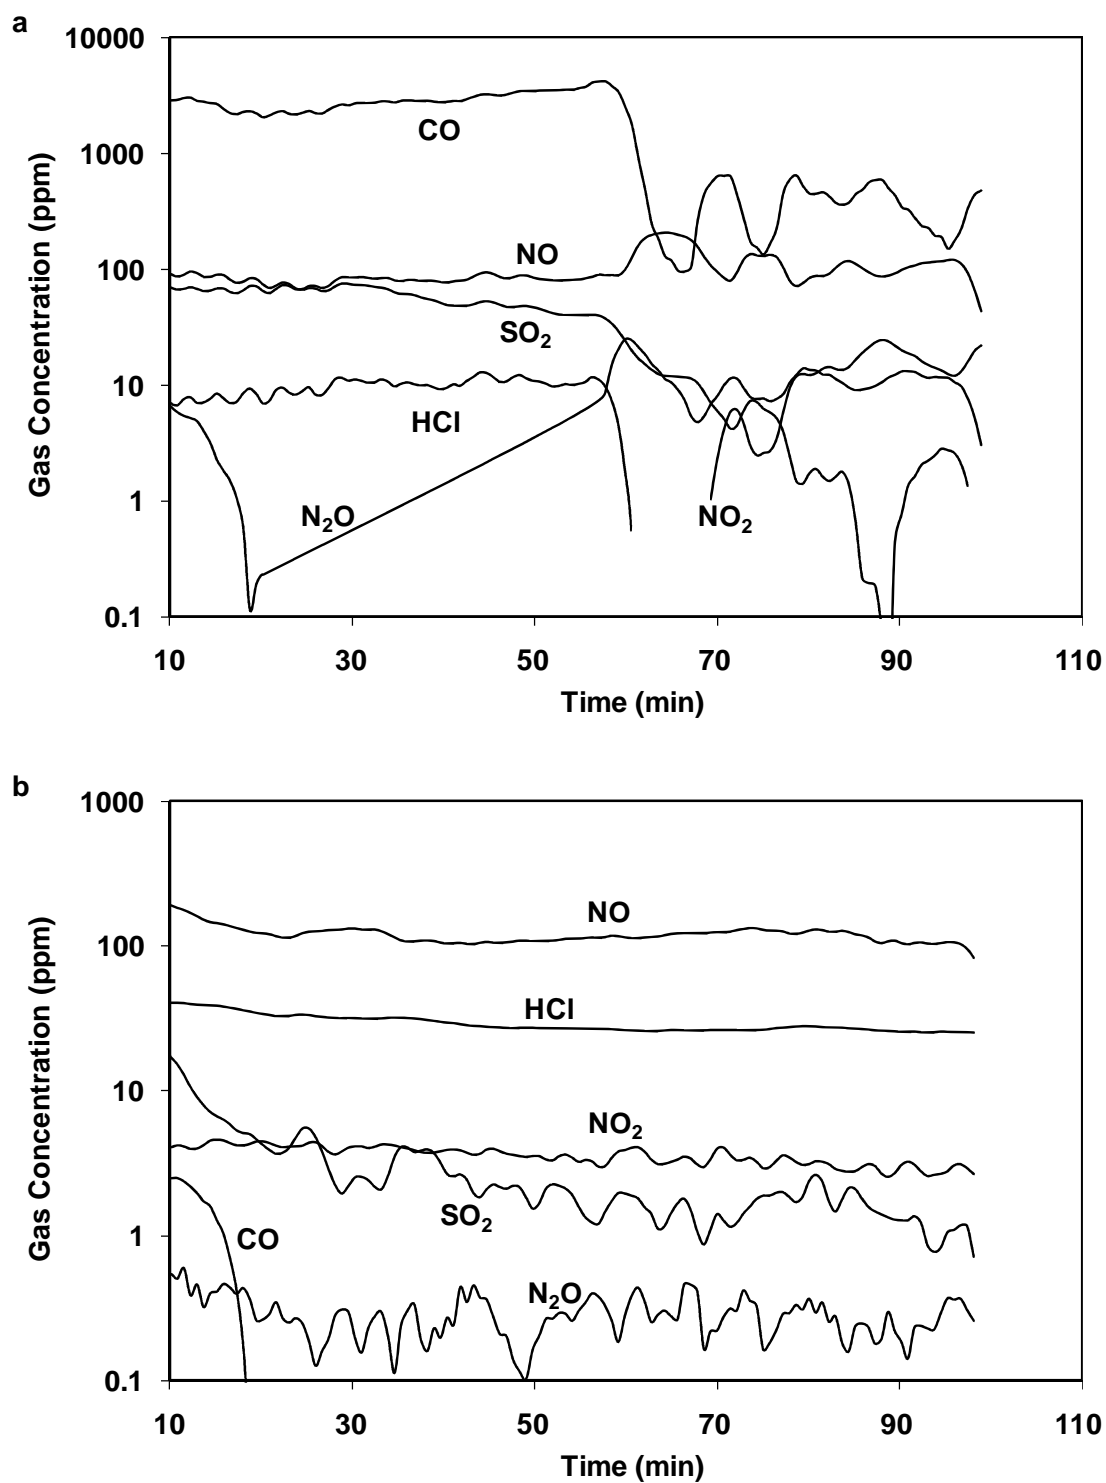 a
10000
1000
100
10
1
0.1
Gas Concentration (ppm)
CO
NO
SO2
HCl
N2O
NO2
10 30 50 70 90 110
Time (min)
b
1000
100
10
1
0.1
Gas Concentration (ppm)
NO
HCl
NO2
SO2
CO
N2O
10 30 50 70 90 110
Time (min)